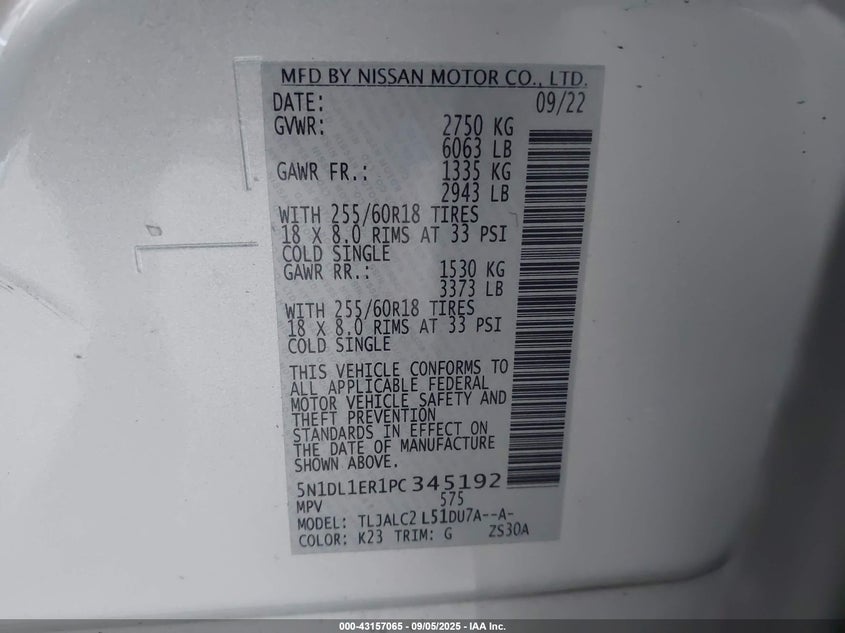 MFD BY NISSAN MOTOR CO., LTD.
DATE: 09/22
GVWR: 2750 KG
6063 LB
GAWR FR.: 1335 KG
2943 LB
WITH 255/60R18 TIRES
18 X 8.0 RIMS AT 33 PSI
COLD SINGLE
GAWR RR.: 1530 KG
3373 LB
WITH 255/60R18 TIRES
18 X 8.0 RIMS AT 33 PSI
COLD SINGLE
THIS VEHICLE CONFORMS TO
ALL APPLICABLE FEDERAL
MOTOR VEHICLE SAFETY AND
THEFT PREVENTION
STANDARDS IN EFFECT ON
THE DATE OF MANUFACTURE
SHOWN ABOVE.
5N1DL1ER1PC345192
MPV 575
MODEL: TLJALC2 L51DU7A--A-
COLOR: K23 TRIM: G ZS30A
000-43157065 - 09/05/2025 - IAA Inc.